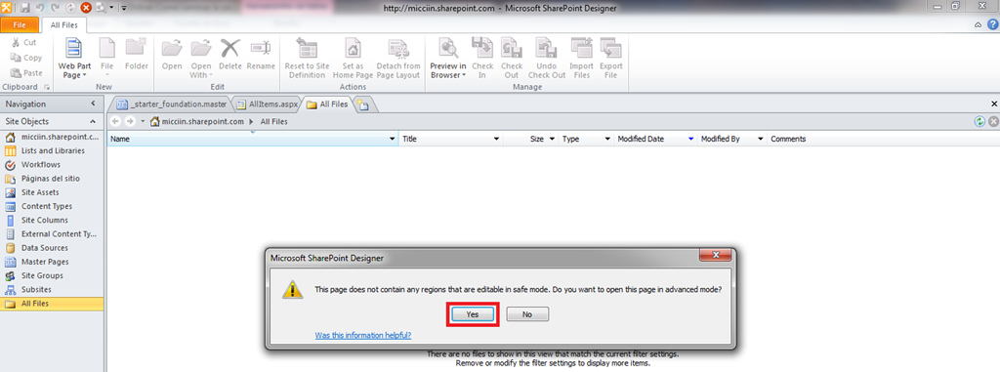 http://micciin.sharepoint.com - Microsoft SharePoint Designer
File
All Files
Cut
Copy
Paste
Clipboard
Web Part
Page
File
Folder
New
Open
Open
With
Delete
Rename
Edit
Reset to Site
Definition
Set as
Home Page
Detach from
Page Layout
Actions
Preview in
Browser
Check
In
Check
Out
Undo
Check Out
Import
Files
Export
File
Manage
Navigation
Site Objects
micciin.sharepoint.c...
Lists and Libraries
Workflows
Páginas del sitio
Site Assets
Content Types
Site Columns
External Content Ty...
Data Sources
Master Pages
Site Groups
Subsites
All Files
_starter_foundation.master
AllItems.aspx
All Files
micciin.sharepoint.com
All Files
Name
Title
Size
Type
Modified Date
Modified By
Comments
Microsoft SharePoint Designer
This page does not contain any regions that are editable in safe mode. Do you want to open this page in advanced mode?
Yes
No
Was this information helpful?
There are no files to show in this view that match the current filter settings.
Remove or modify the filter settings to display more items.